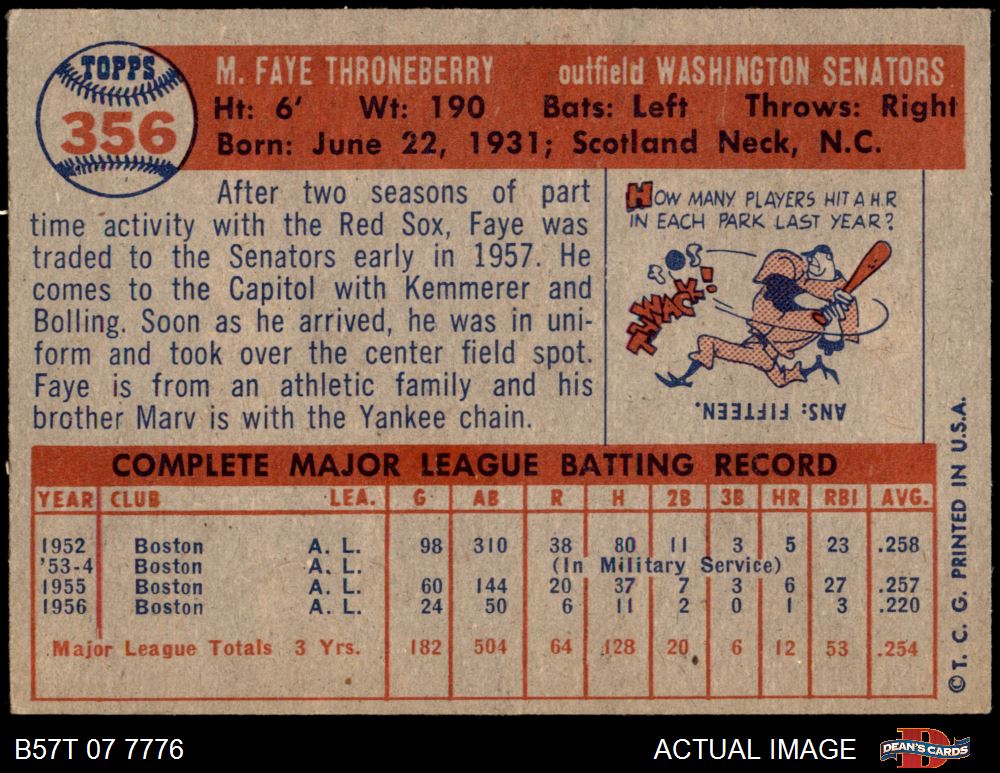 TOPPS
356
M. FAYE THRONEBERRY outfield WASHINGTON SENATORS
Ht: 6' Wt: 190 Bats: Left Throws: Right
Born: June 22, 1931; Scotland Neck, N.C.
After two seasons of part
time activity with the Red Sox, Faye was
traded to the Senators early in 1957. He
comes to the Capitol with Kemmerer and
Bolling. Soon as he arrived, he was in uni-
form and took over the center field spot.
Faye is from an athletic family and his
brother Marv is with the Yankee chain.
HOW MANY PLAYERS HIT A H.R
IN EACH PARK LAST YEAR?
THWACK!
ANS: FIFTEEN.
COMPLETE MAJOR LEAGUE BATTING RECORD
YEAR CLUB LEA. G AB R H 2B 3B HR RBI AVG.
1952 Boston A. L. 98 310 38 80 11 3 5 23 .258
'53-4 Boston A. L. (In Military Service)
1955 Boston A. L. 60 144 20 37 7 3 6 27 .257
1956 Boston A. L. 24 50 6 11 2 0 1 3 .220
Major League Totals 3 Yrs. 182 504 64 128 20 6 12 53 .254
© T. C. G. PRINTED IN U.S.A.
B57T 07 7776 ACTUAL IMAGE
DEAN'S CARDS